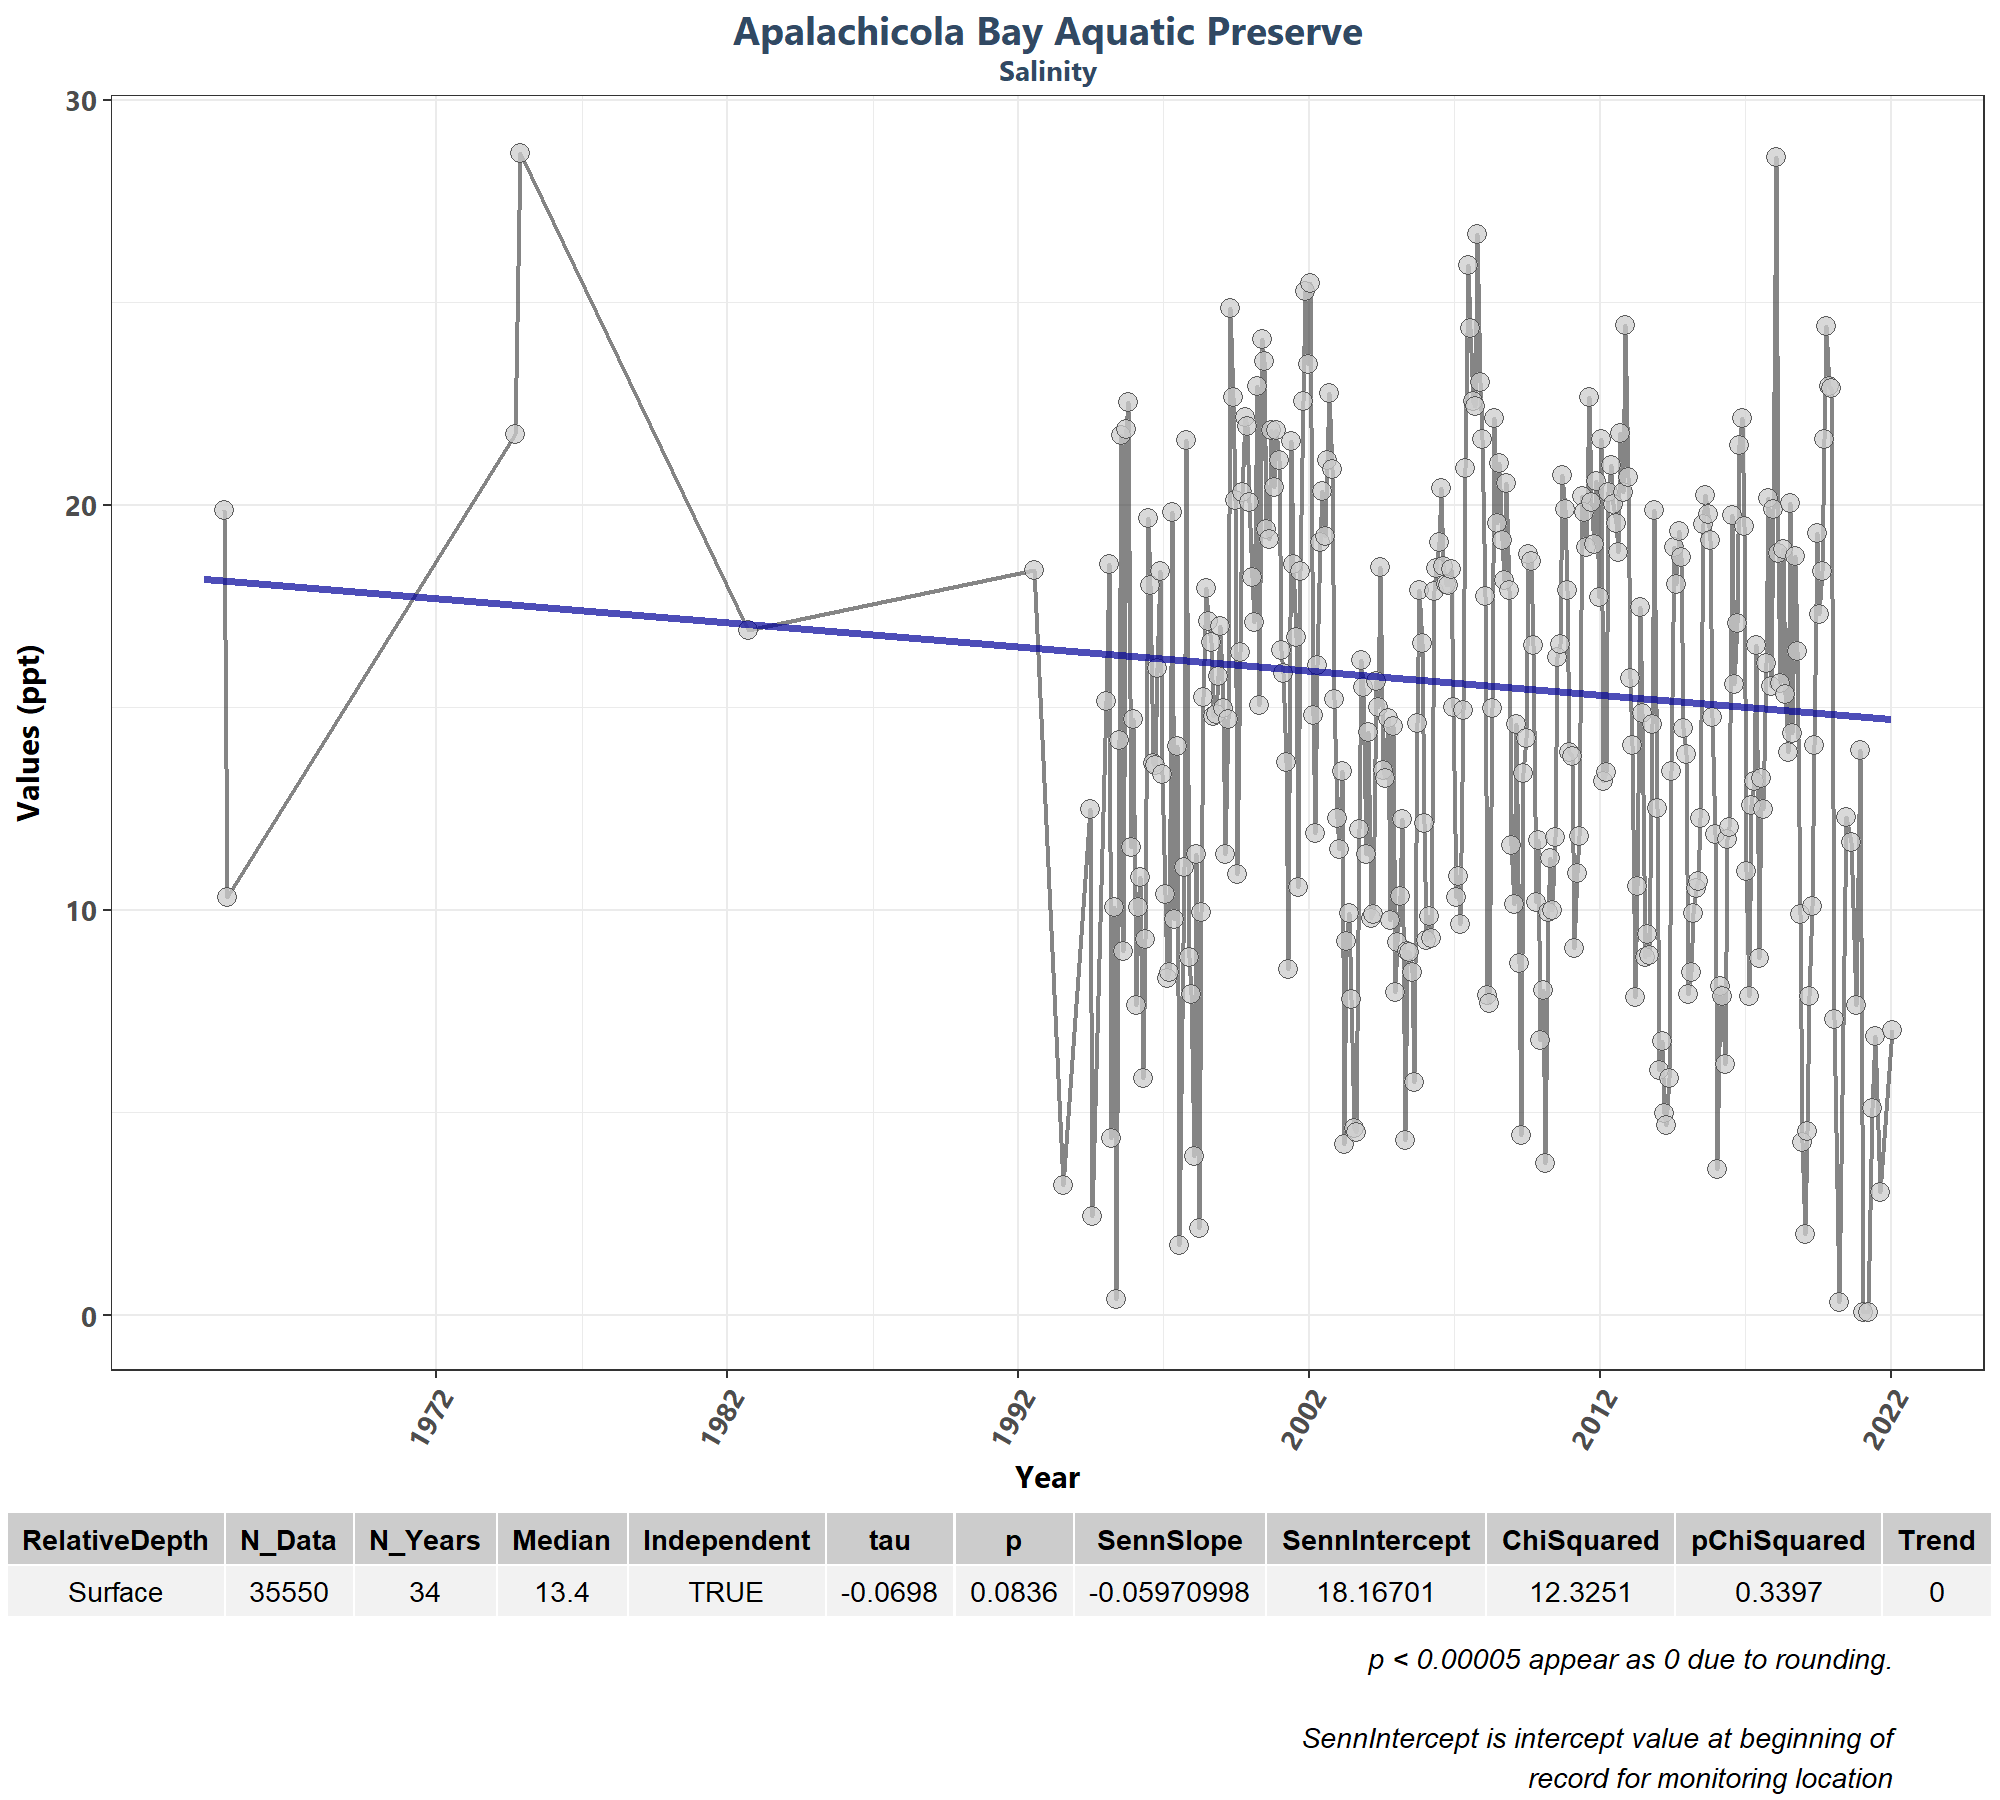 Apalachicola Bay Aquatic Preserve
Salinity
Values (ppt)
30
20
10
0
1972 1982 1992 2002 2012 2022
Year
RelativeDepth N_Data N_Years Median Independent tau p SennSlope SennIntercept ChiSquared pChiSquared Trend
Surface 35550 34 13.4 TRUE -0.0698 0.0836 -0.05970998 18.16701 12.3251 0.3397 0
p < 0.00005 appear as 0 due to rounding.
SennIntercept is intercept value at beginning of
record for monitoring location